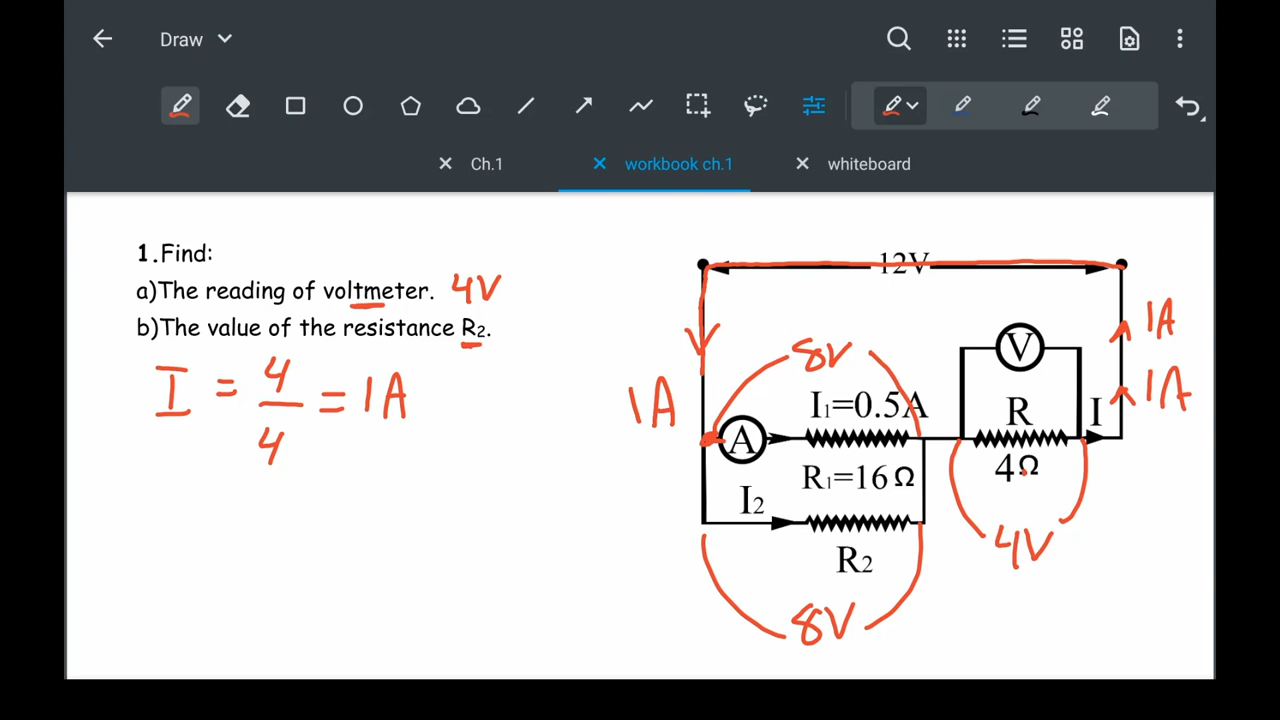 Draw
Ch.1
workbook ch.1
whiteboard
1.Find:
a)The reading of voltmeter. 4V
b)The value of the resistance R₂.
I = 4/4 = 1A
12V
1A
8V
V
1A
1A
I₁=0.5A
R
I
A
R₁=16 Ω
4Ω
I₂
R₂
4V
8V